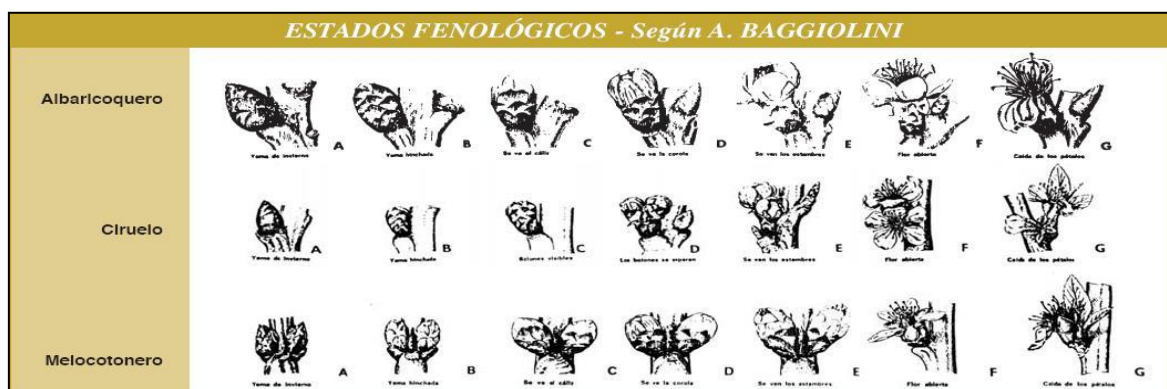 ESTADOS FENOLÓGICOS - Según A. BAGGIOLINI
Albaricoquero
A B C D E F G
Yema de invierno Yema hinchada Se ve el cáliz Se ve la corola Se ven los estambres Flor abierta Caída de los pétalos
Ciruelo
A B C D E F G
Yema de invierno Yema hinchada Botones visibles Los botones se separan Se ven los estambres Flor abierta Caída de los pétalos
Melocotonero
A B C D E F G
Yema de invierno Yema hinchada Se ve el cáliz Se ve la corola Se ven los estambres Flor abierta Caída de los pétalos